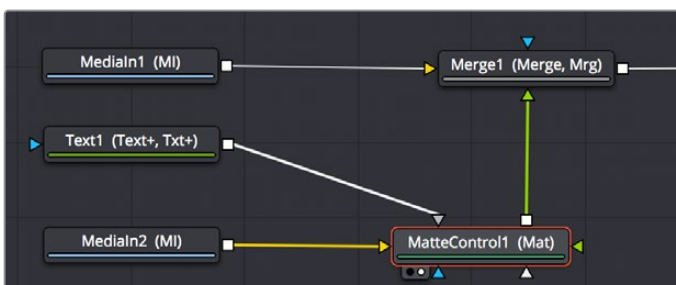 MediaIn1 (MI)
Merge1 (Merge, Mrg)
Text1 (Text+, Txt+)
MediaIn2 (MI)
MatteControl1 (Mat)